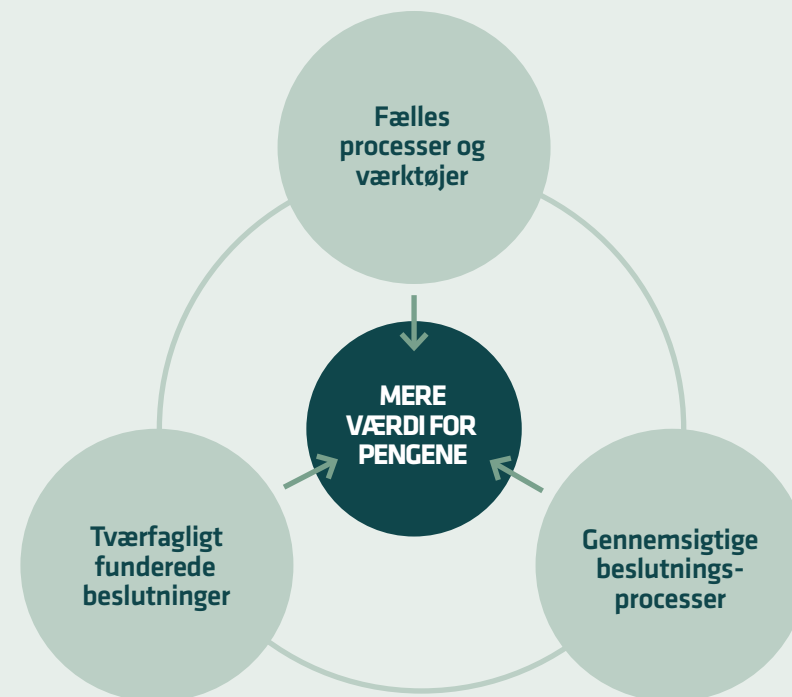 Fælles
processer og
værktøjer
MERE
VÆRDI FOR
PENGENE
Tværfagligt
funderede
beslutninger
Gennemsigtige
beslutnings-
processer